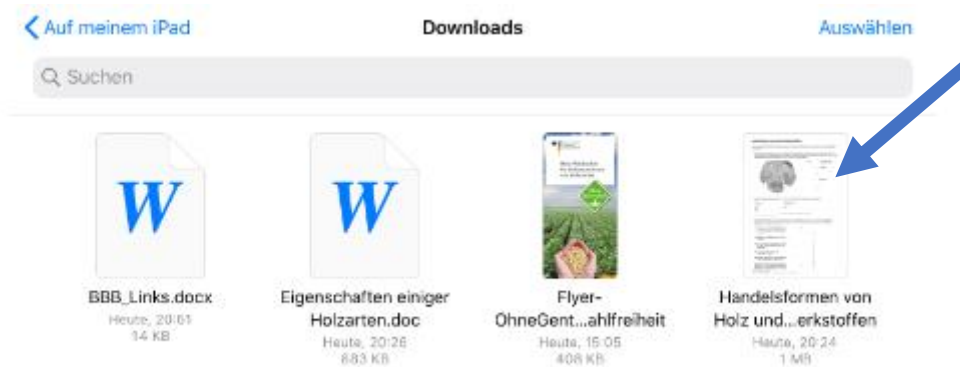 Auf meinem iPad
Downloads
Auswählen
Suchen
W
W
BBB_Links.docx
Heute, 20:51
14 KB
Eigenschaften einiger
Holzarten.doc
Heute, 20:26
683 KB
Flyer-
OhneGent...ahlfreiheit
Heute, 15:05
408 KB
Handelsformen von
Holz und...erkstoffen
Heute, 20:24
1 MB